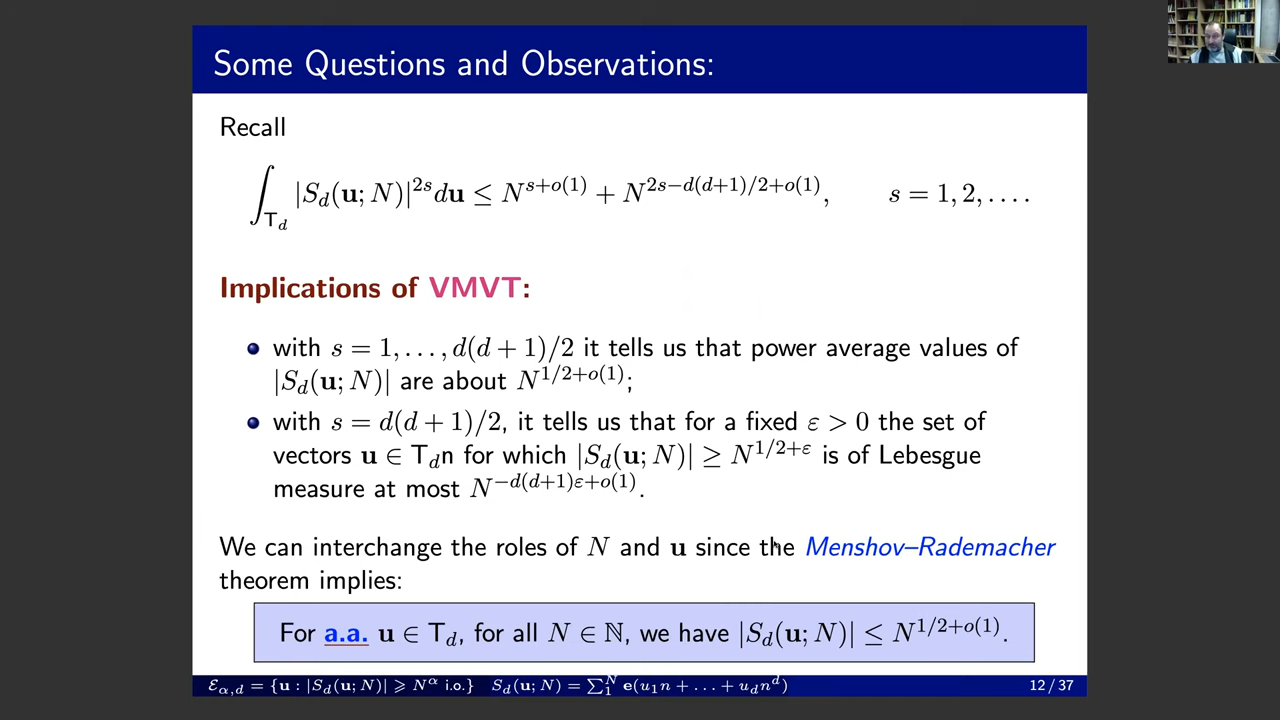 Some Questions and Observations:
Recall
∫_{T_d} |S_d(u; N)|^{2s} du ≤ N^{s+o(1)} + N^{2s−d(d+1)/2+o(1)}, s = 1, 2, . . . .
Implications of VMVT:
with s = 1, . . . , d(d + 1)/2 it tells us that power average values of
|S_d(u; N)| are about N^{1/2+o(1)};
with s = d(d + 1)/2, it tells us that for a fixed ε > 0 the set of
vectors u ∈ T_dn for which |S_d(u; N)| ≥ N^{1/2+ε} is of Lebesgue
measure at most N^{−d(d+1)ε+o(1)}.
We can interchange the roles of N and u since the Menshov–Rademacher
theorem implies:
For a.a. u ∈ T_d, for all N ∈ ℕ, we have |S_d(u; N)| ≤ N^{1/2+o(1)}.
ℰ_{α,d} = {u : |S_d(u; N)| ⩾ N^α i.o.} S_d(u; N) = ∑_1^N e(u_1n + . . . + u_dn^d) 12 / 37